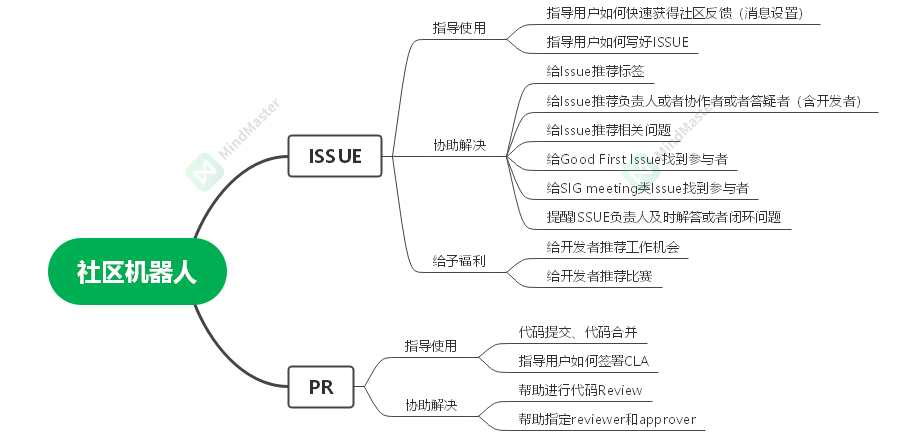 社区机器人
ISSUE
指导使用
指导用户如何快速获得社区反馈（消息设置）
指导用户如何写好ISSUE
协助解决
给Issue推荐标签
给Issue推荐负责人或者协作者或者答疑者（含开发者）
给Issue推荐相关问题
给Good First Issue找到参与者
给SIG meeting类Issue找到参与者
提醒ISSUE负责人及时解答或者闭环问题
给予福利
给开发者推荐工作机会
给开发者推荐比赛
PR
指导使用
代码提交、代码合并
指导用户如何签署CLA
协助解决
帮助进行代码Review
帮助指定reviewer和approver
MindMaster
MindMaster